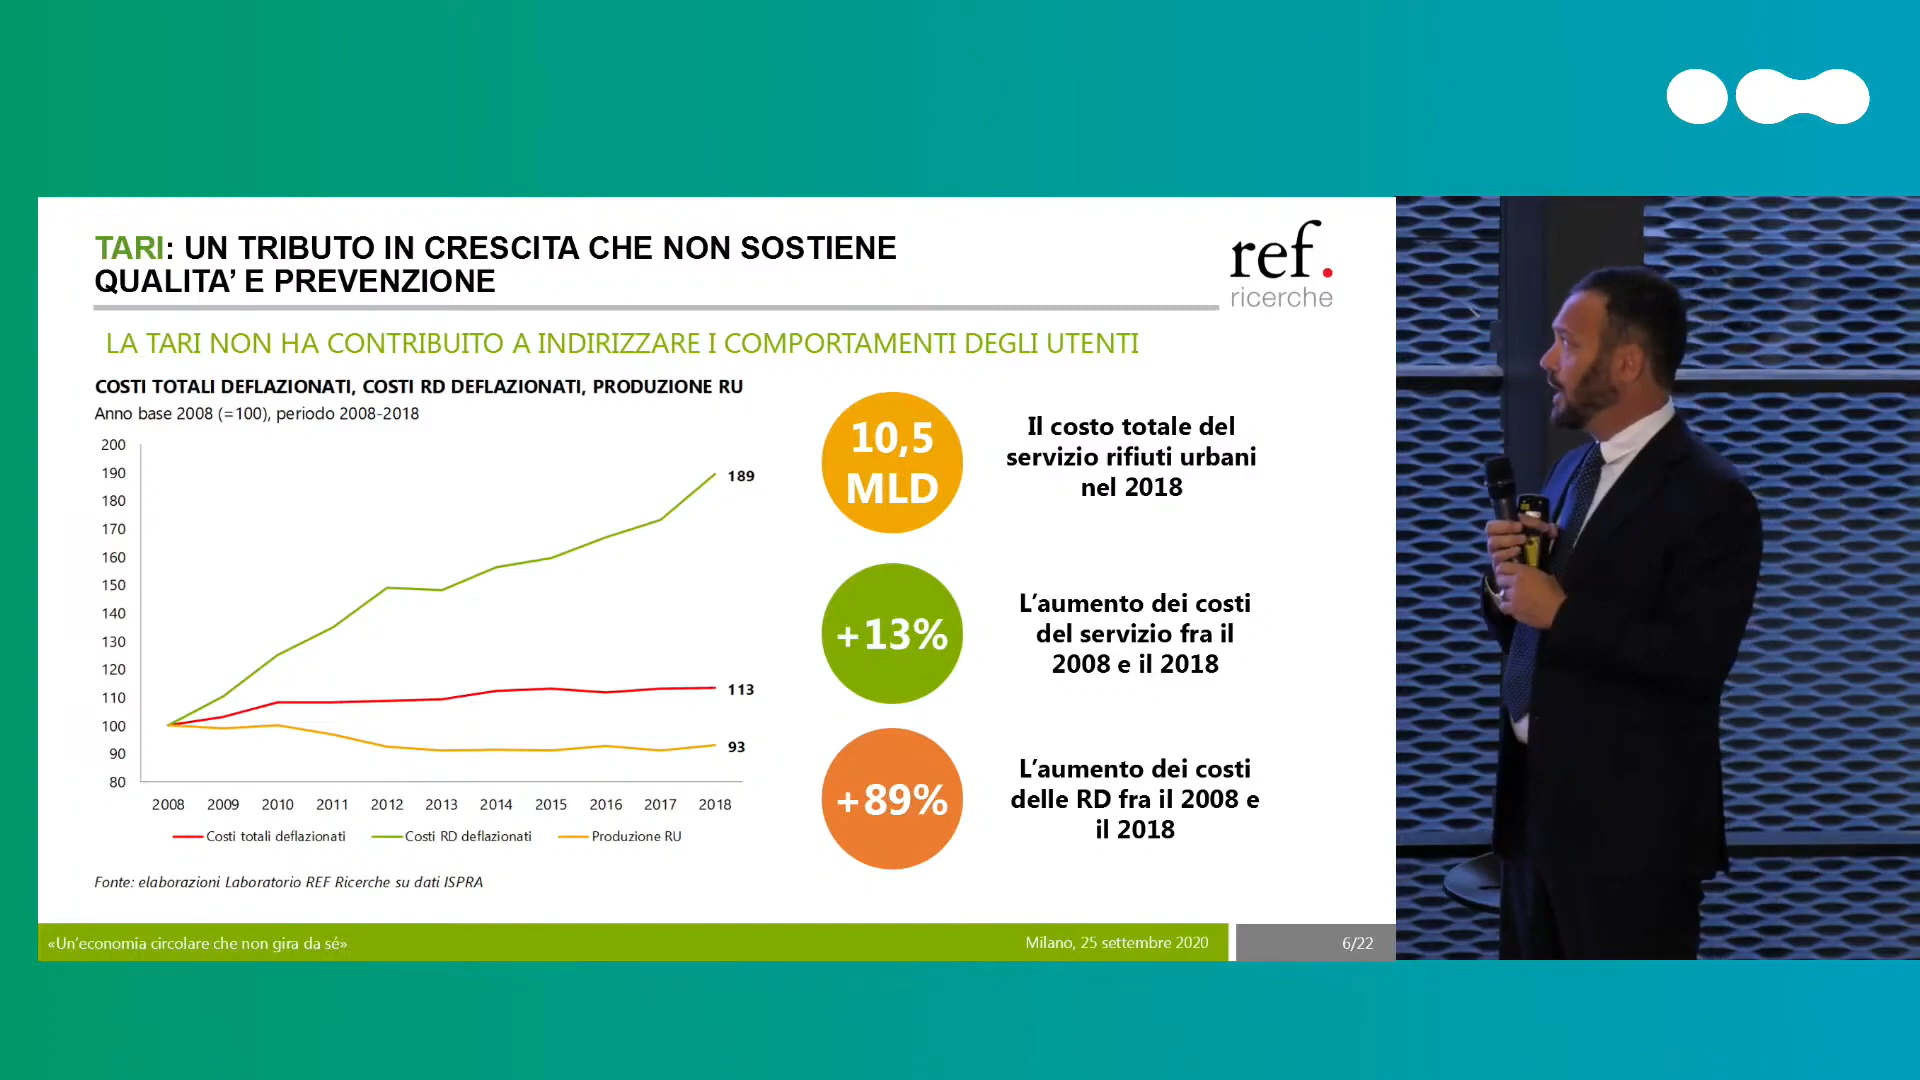 TARI: UN TRIBUTO IN CRESCITA CHE NON SOSTIENE
QUALITA’ E PREVENZIONE
ref.
ricerche
LA TARI NON HA CONTRIBUITO A INDIRIZZARE I COMPORTAMENTI DEGLI UTENTI
COSTI TOTALI DEFLAZIONATI, COSTI RD DEFLAZIONATI, PRODUZIONE RU
Anno base 2008 (=100), periodo 2008-2018
200
190
180
170
160
150
140
130
120
110
100
90
80
189
113
93
2008 2009 2010 2011 2012 2013 2014 2015 2016 2017 2018
Costi totali deflazionati Costi RD deflazionati Produzione RU
Fonte: elaborazioni Laboratorio REF Ricerche su dati ISPRA
10,5
MLD
Il costo totale del
servizio rifiuti urbani
nel 2018
+13%
L’aumento dei costi
del servizio fra il
2008 e il 2018
+89%
L’aumento dei costi
delle RD fra il 2008 e
il 2018
«Un’economia circolare che non gira da sé»
Milano, 25 settembre 2020
6/22